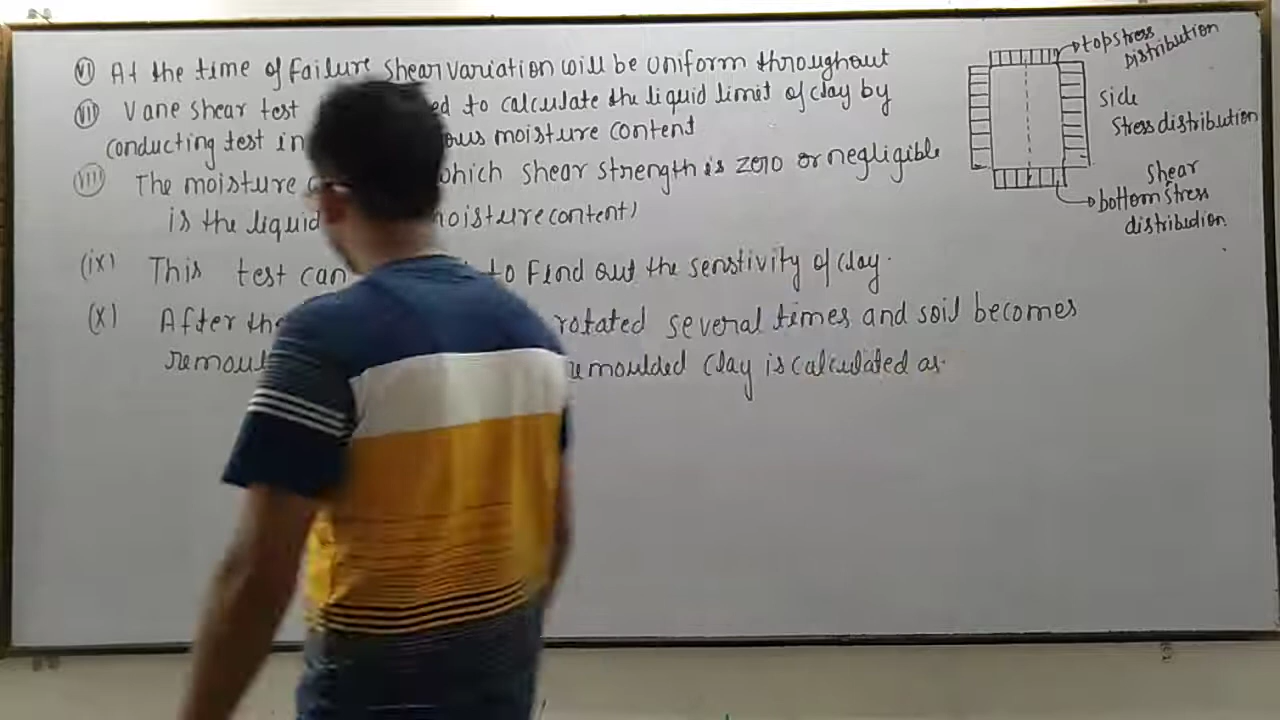 (VI) At the time of failure shear variation will be uniform throughout
(VII) Vane shear test ed to calculate the liquid limit of clay by
conducting test in ous moisture content
(VIII) The moisture which shear strength is zero or negligible
is the liquid moisture content)
(ix) This test can to Find out the senstivity of clay.
(x) After the rotated several times and soil becomes
remoul remoulded clay is calculated as.
top stress
Distribution
side
stress distribution
shear
bottom stress
distribution.